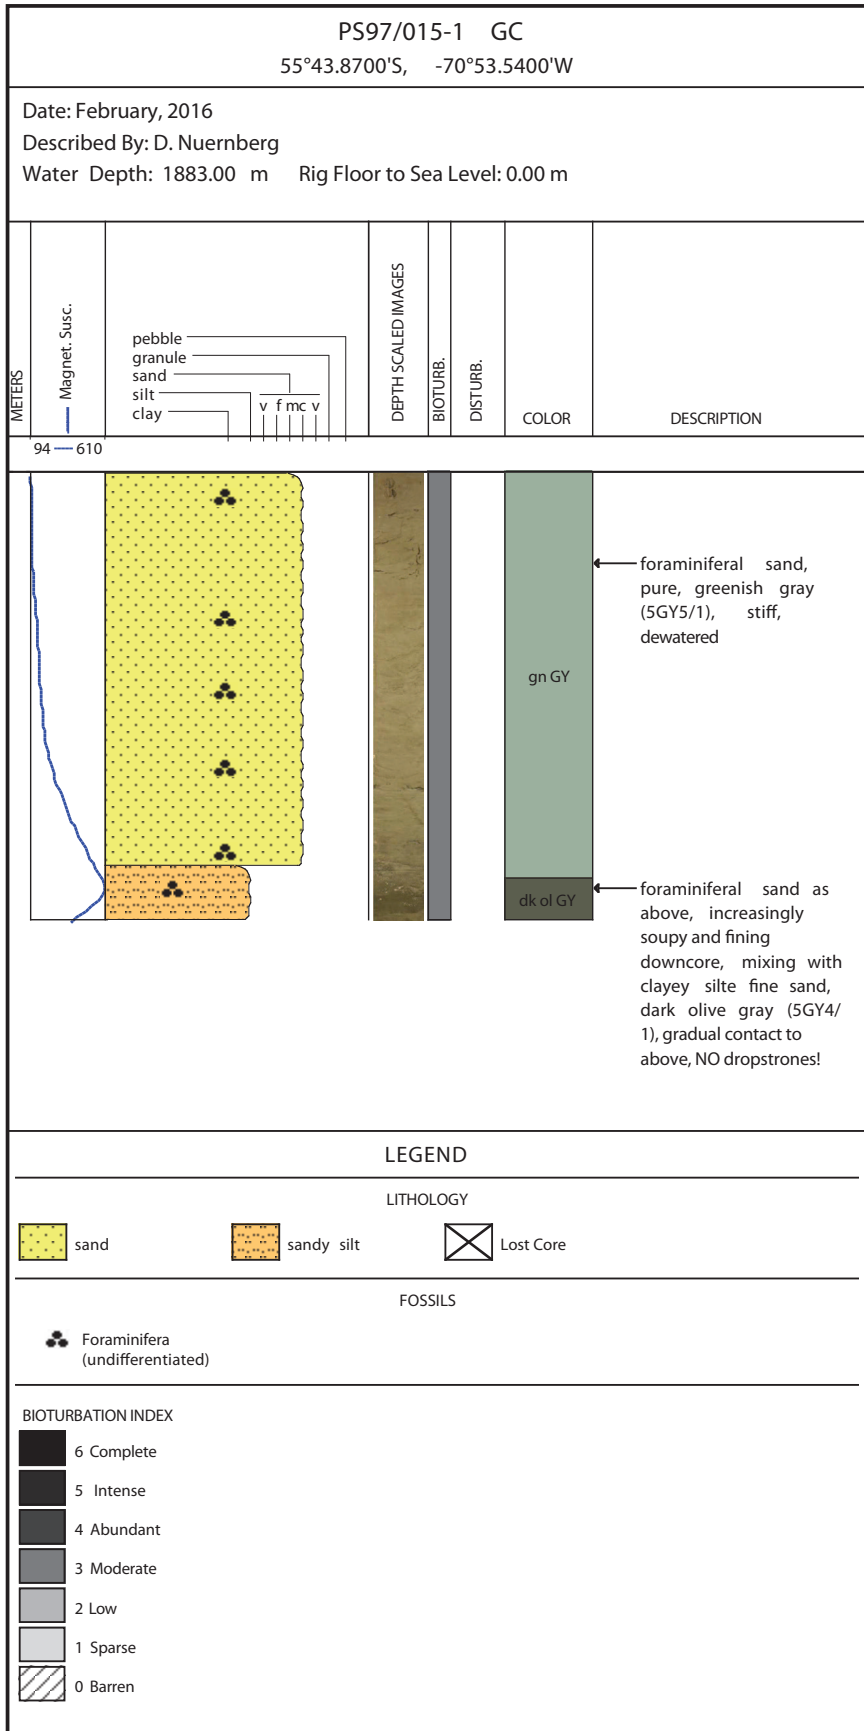 PS97/015-1 GC
55°43.8700'S, -70°53.5400'W
Date: February, 2016
Described By: D. Nuernberg
Water Depth: 1883.00 m Rig Floor to Sea Level: 0.00 m
METERS
Magnet. Susc.
pebble
granule
sand
silt
clay
v f m c v
DEPTH SCALED IMAGES
BIOTURB.
DISTURB.
COLOR
DESCRIPTION
94 610
foraminiferal sand,
pure, greenish gray
(5GY5/1), stiff,
dewatered
gn GY
dk ol GY
foraminiferal sand as
above, increasingly
soupy and fining
downcore, mixing with
clayey silte fine sand,
dark olive gray (5GY4/
1), gradual contact to
above, NO dropstrones!
LEGEND
LITHOLOGY
sand
sandy silt
Lost Core
FOSSILS
Foraminifera
(undifferentiated)
BIOTURBATION INDEX
6 Complete
5 Intense
4 Abundant
3 Moderate
2 Low
1 Sparse
0 Barren